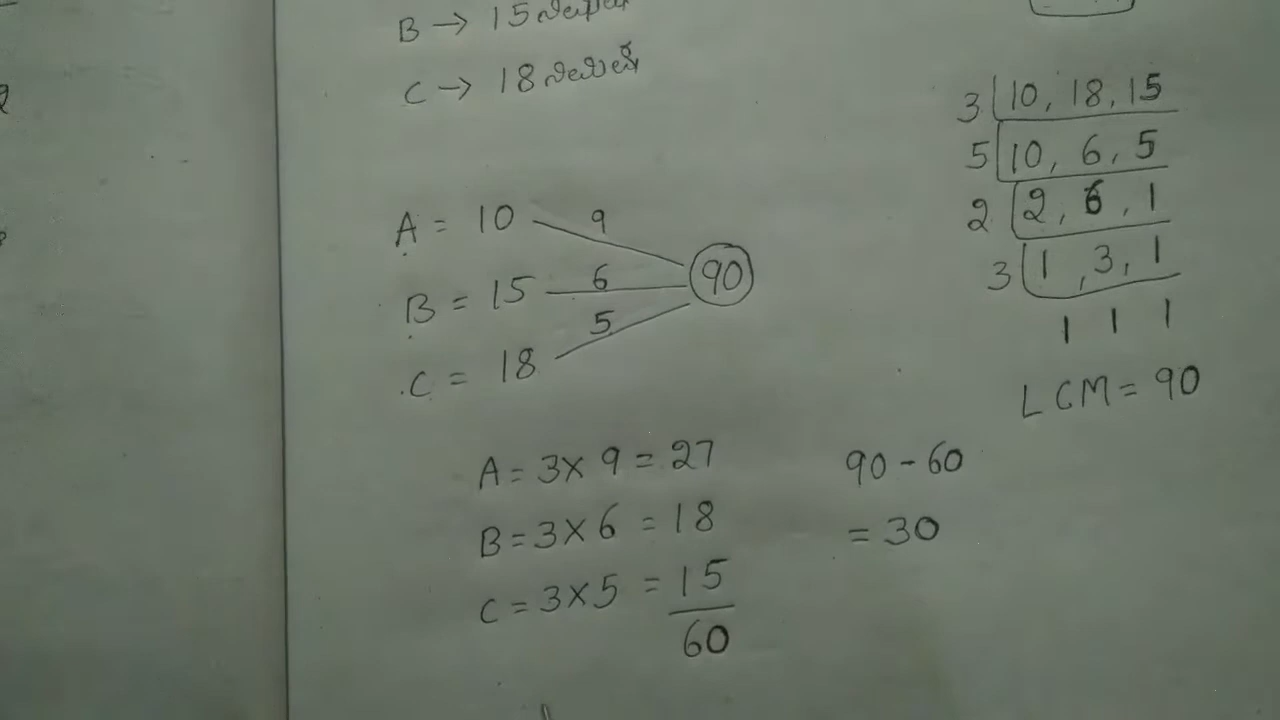 B → 15 ನಿಮಿಷ
C → 18 ನಿಮಿಷ
A = 10 9
B = 15 6 90
C = 18 5
A = 3 × 9 = 27
B = 3 × 6 = 18
C = 3 × 5 = 15
60
90 - 60
= 30
3 10, 18, 15
5 10, 6, 5
2 2, 6, 1
3 1, 3, 1
1 1 1
LCM = 90